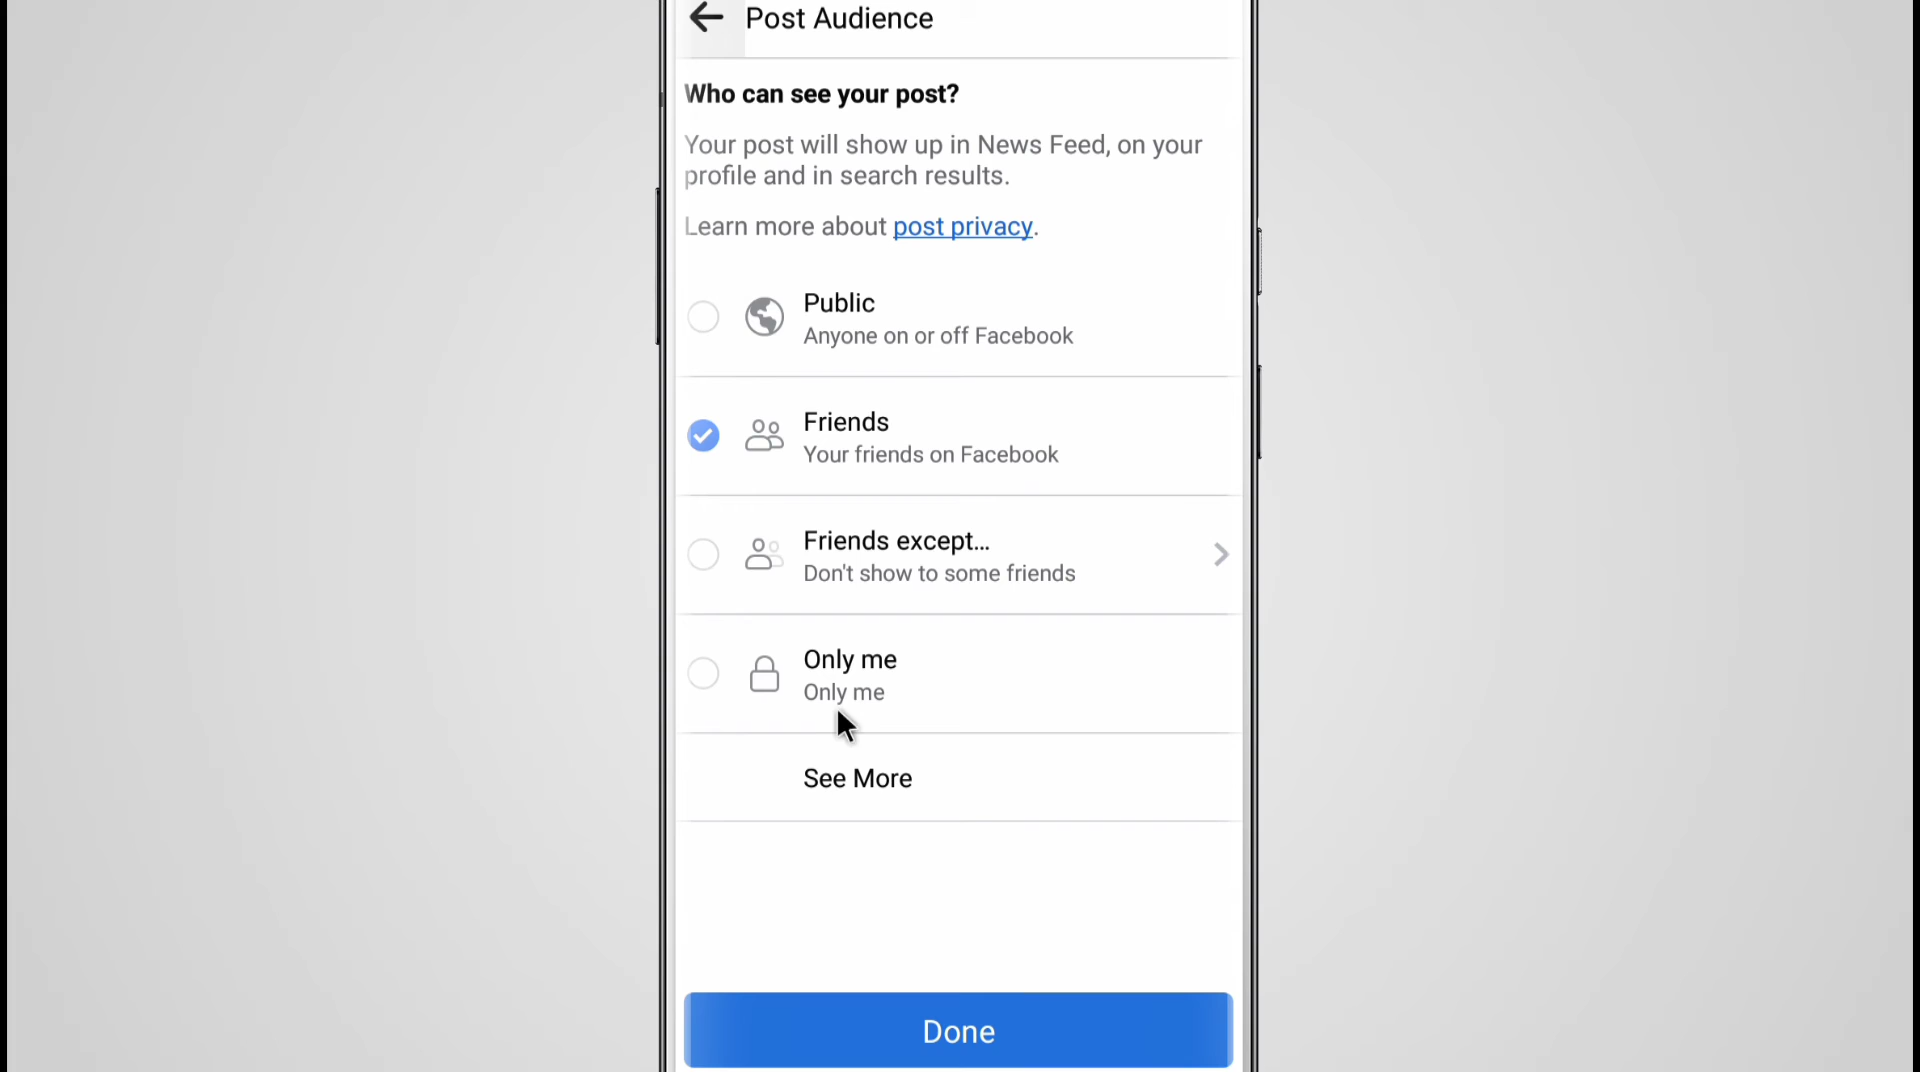 Post Audience
Who can see your post?
Your post will show up in News Feed, on your
profile and in search results.
Learn more about post privacy.
Public
Anyone on or off Facebook
Friends
Your friends on Facebook
Friends except...
Don't show to some friends
Only me
Only me
See More
Done